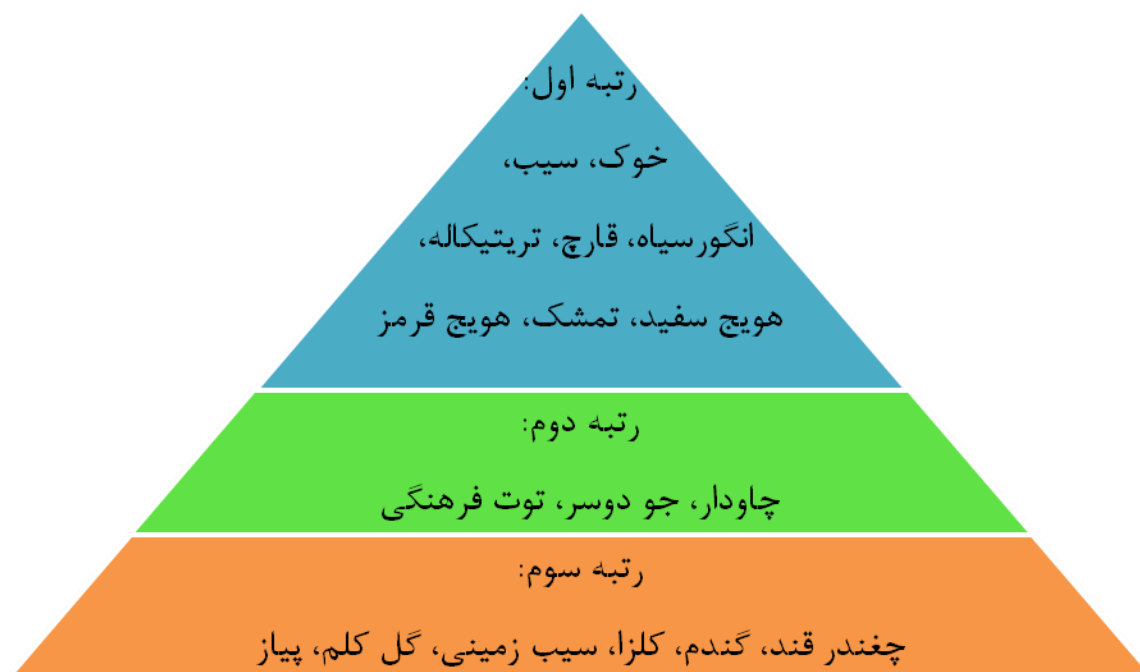 رتبه اول:
خوک، سیب،
انگورسیاه، قارچ، تریتیکاله،
هویج سفید، تمشک، هویج قرمز
رتبه دوم:
چاودار، جو دوسر، توت فرهنگی
رتبه سوم:
چغندر قند، گندم، کلزا، سیب زمینی، گل کلم، پیاز